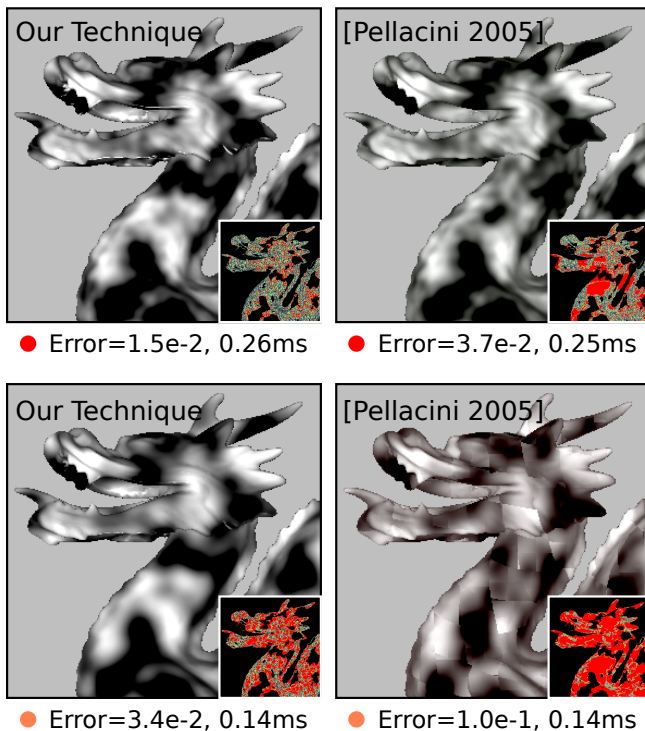 Our Technique
[Pellacini 2005]
Error=1.5e-2, 0.26ms
Error=3.7e-2, 0.25ms
Our Technique
[Pellacini 2005]
Error=3.4e-2, 0.14ms
Error=1.0e-1, 0.14ms